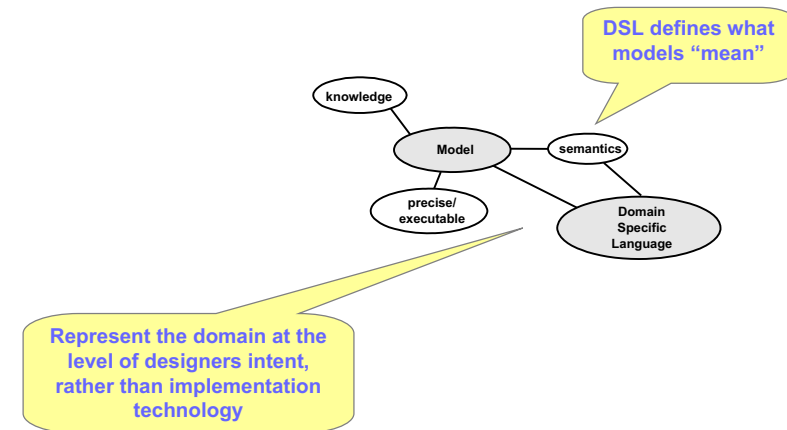 DSL defines what
models “mean”
knowledge
Model
semantics
precise/
executable
Domain
Specific
Language
Represent the domain at the
level of designers intent,
rather than implementation
technology